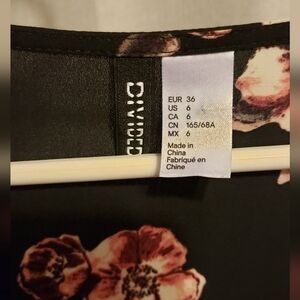 DIVIDED
EUR 36
US 6
CA 6
CN 165/68A
MX 6
Made in
China
Fabriqué en
Chine